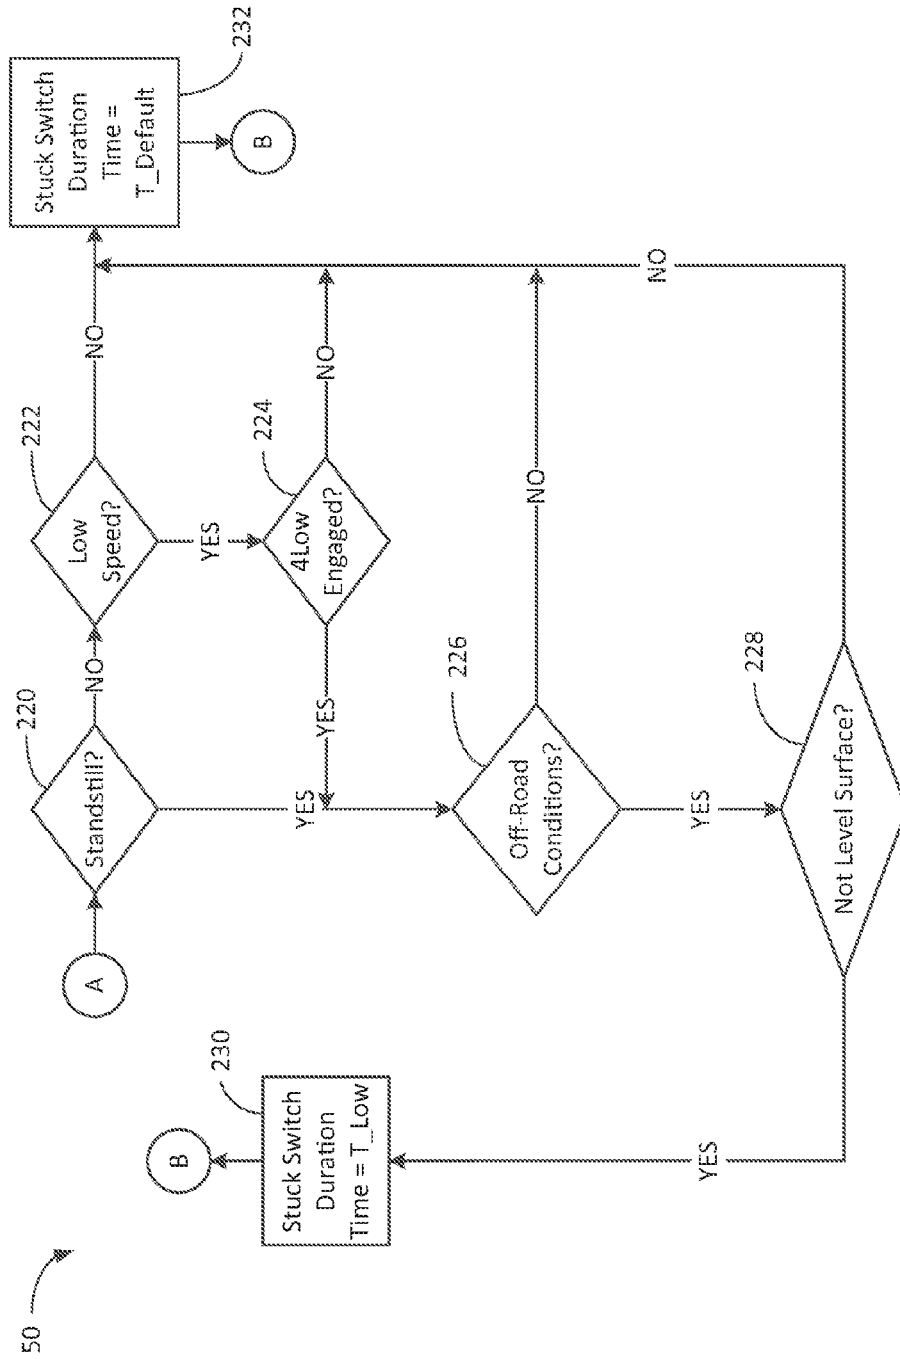 50
A
Standstill?
220
NO
YES
Low
Speed?
222
NO
YES
4Low
Engaged?
224
NO
YES
Off-Road
Conditions?
226
NO
YES
Not Level Surface?
228
NO
YES
Stuck Switch
Duration
Time = T_Low
230
B
Stuck Switch
Duration
Time =
T_Default
232
B